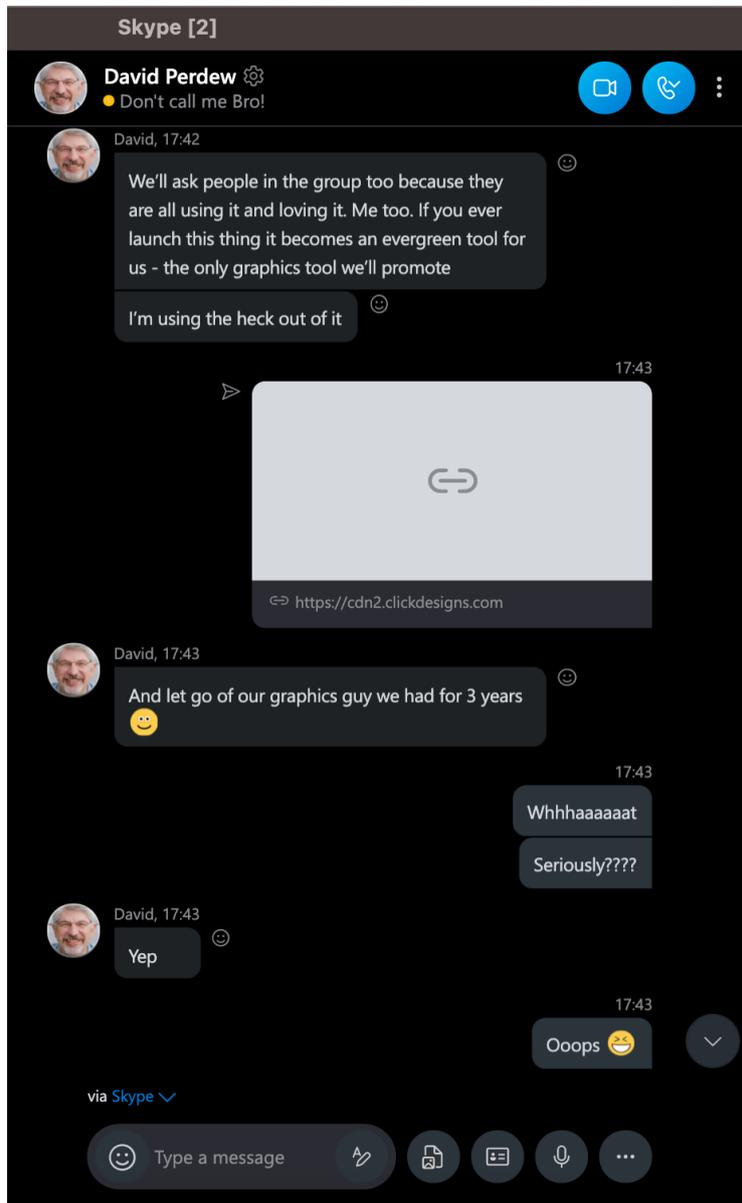 Skype [2]
David Perdew
Don't call me Bro!
David, 17:42
We'll ask people in the group too because they
are all using it and loving it. Me too. If you ever
launch this thing it becomes an evergreen tool for
us - the only graphics tool we'll promote
I'm using the heck out of it
17:43
https://cdn2.clickdesigns.com
David, 17:43
And let go of our graphics guy we had for 3 years
17:43
Whhhaaaaaat
Seriously????
David, 17:43
Yep
17:43
Ooops
via Skype
Type a message